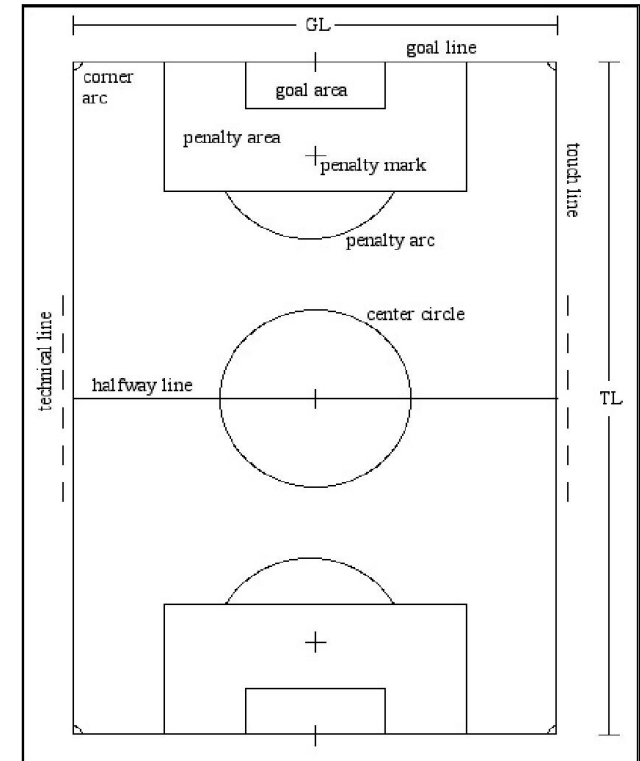 GL
goal line
corner
arc
goal area
penalty area
penalty mark
touch line
penalty arc
center circle
technical line
halfway line
TL